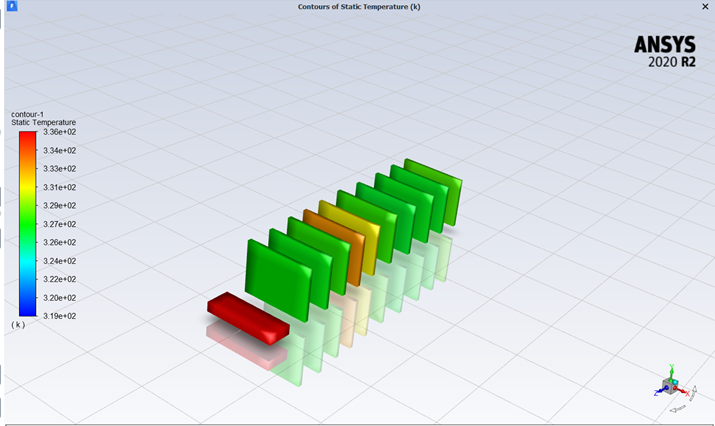 Contours of Static Temperature (k)
ANSYS
2020 R2
contour-1
Static Temperature
3.36e+02
3.34e+02
3.33e+02
3.31e+02
3.29e+02
3.27e+02
3.26e+02
3.24e+02
3.22e+02
3.20e+02
3.19e+02
( k )
Y
Z
X